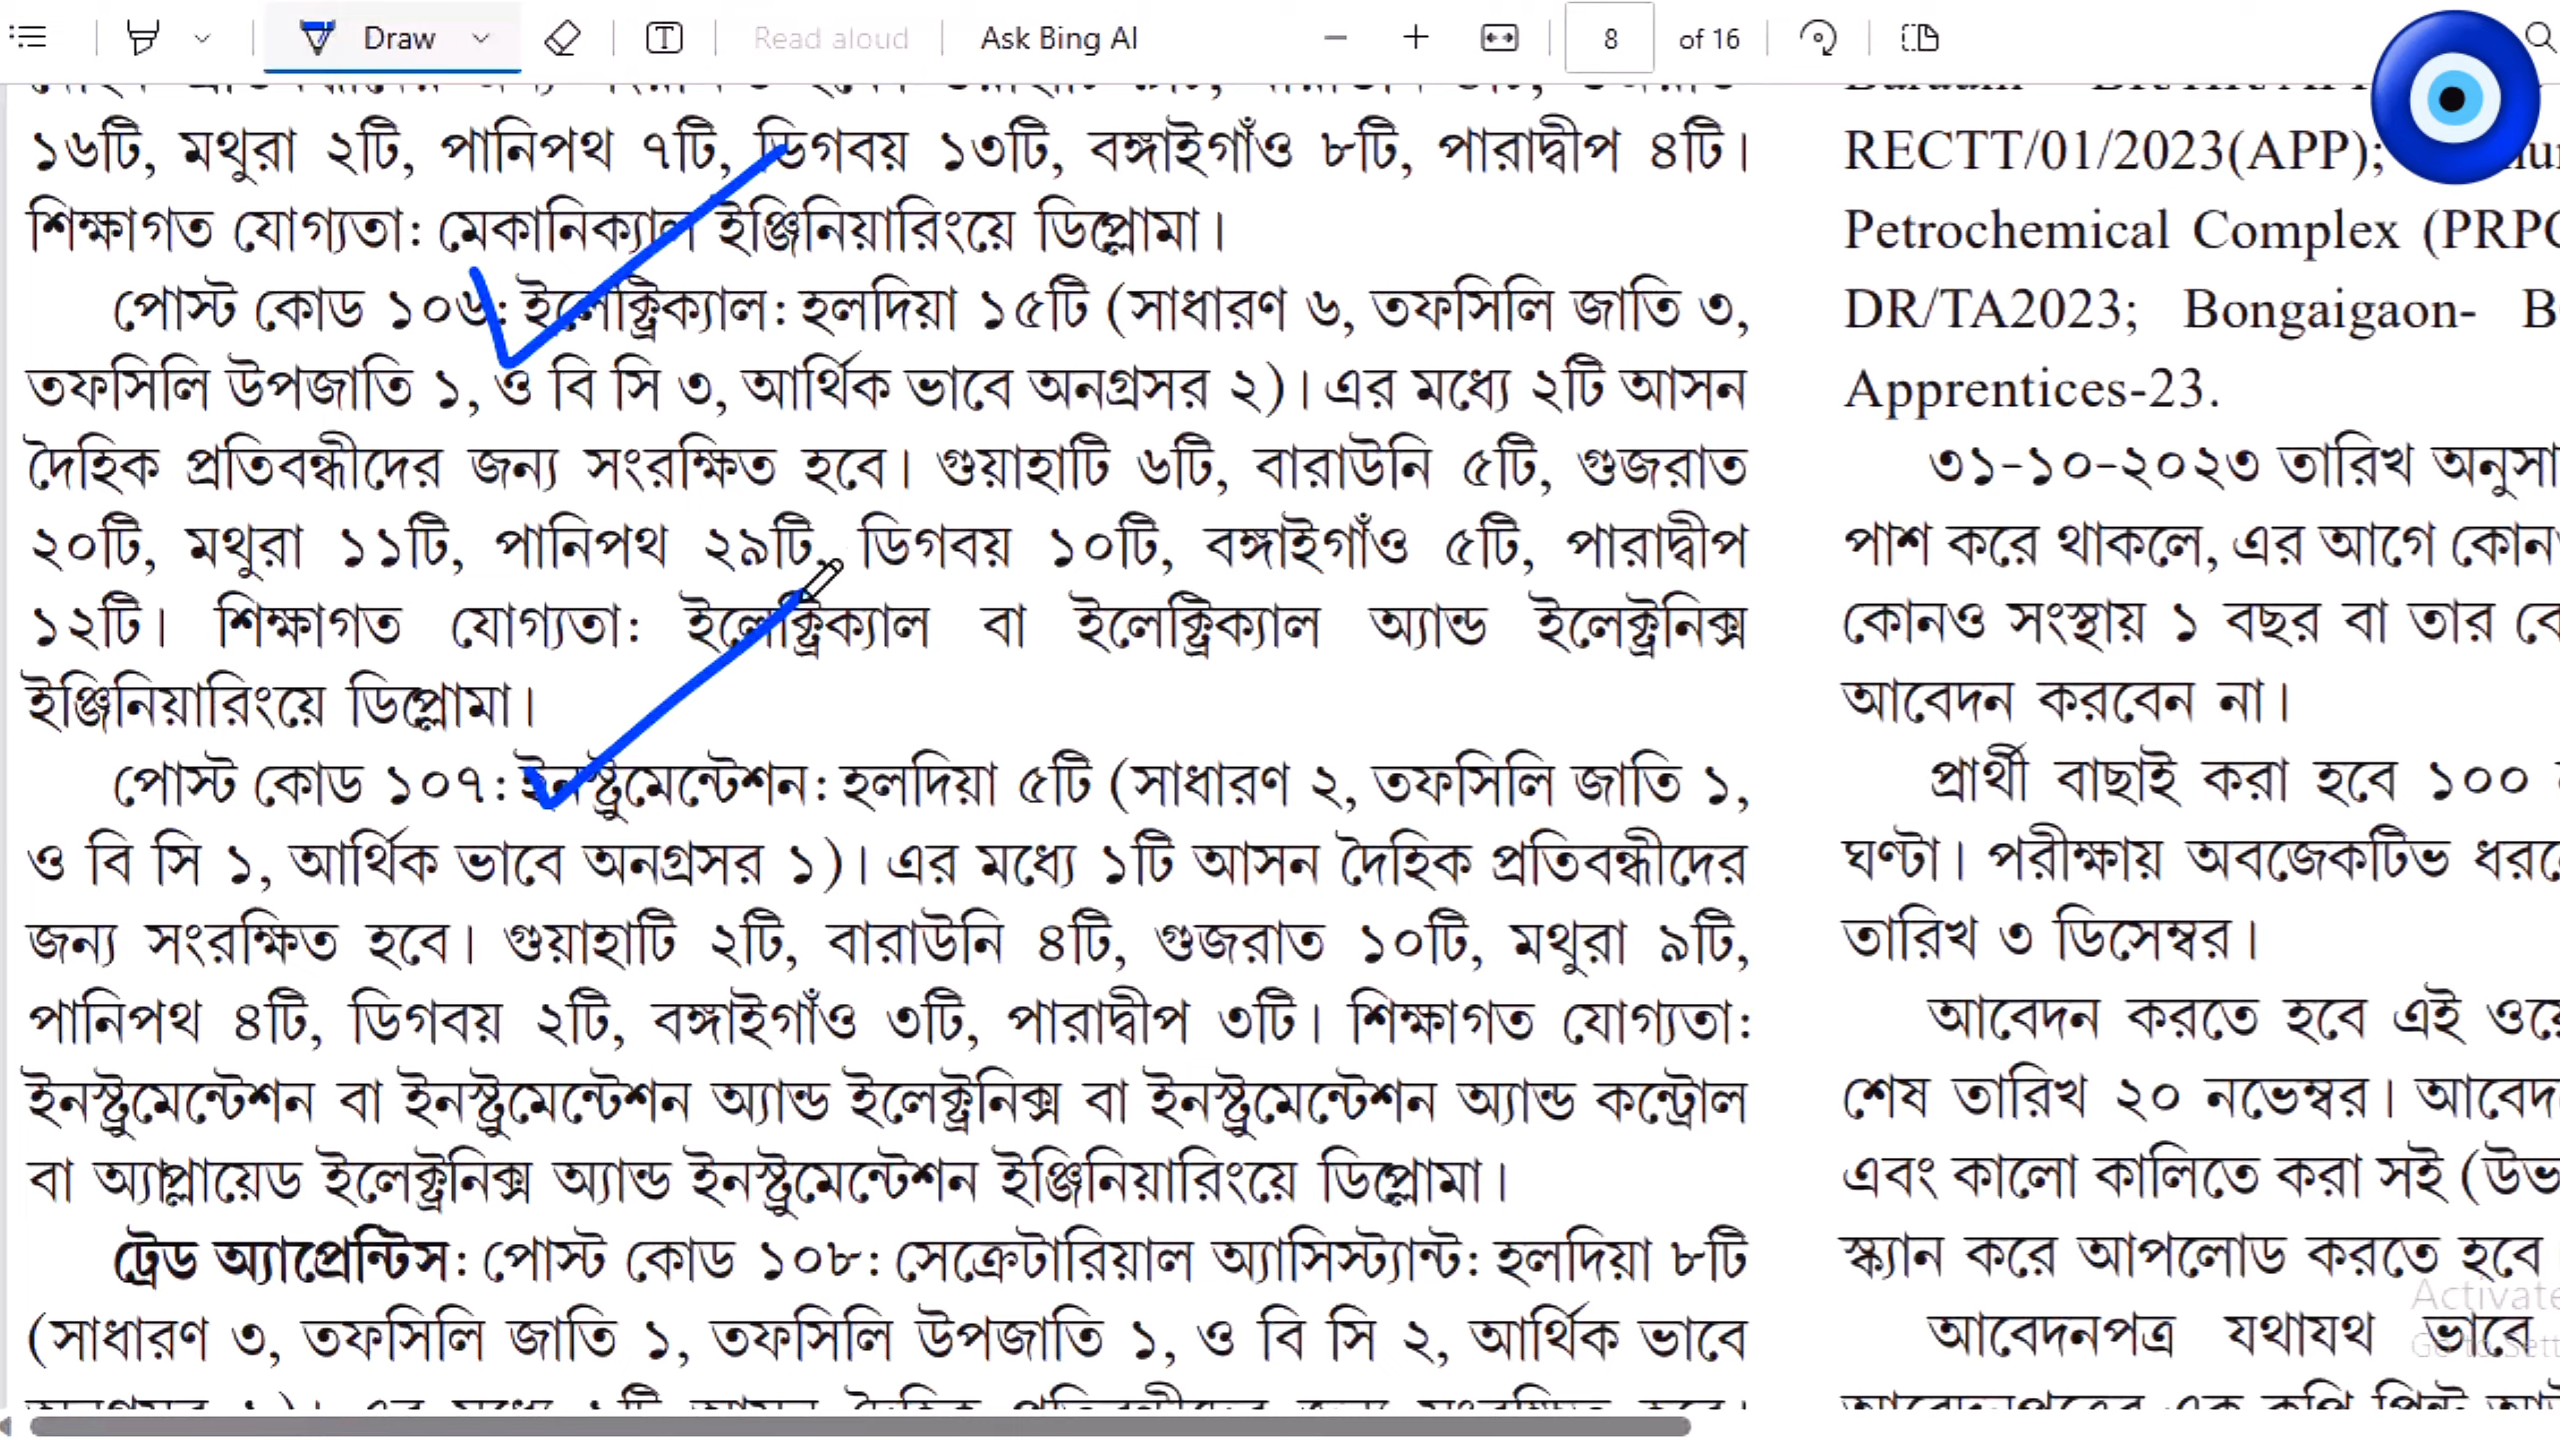 Draw
Read aloud
Ask Bing AI
8 of 16
১৬টি, মথুরা ২টি, পানিপথ ৭টি, ডিগবয় ১৩টি, বঙ্গাইগাঁও ৮টি, পারাদ্বীপ ৪টি।
শিক্ষাগত যোগ্যতা: মেকানিক্যাল ইঞ্জিনিয়ারিংয়ে ডিপ্লোমা।
পোস্ট কোড ১০৬: ইলেক্ট্রিক্যাল: হলদিয়া ১৫টি (সাধারণ ৬, তফসিলি জাতি ৩,
তফসিলি উপজাতি ১, ও বি সি ৩, আর্থিক ভাবে অনগ্রসর ২)। এর মধ্যে ২টি আসন
দৈহিক প্রতিবন্ধীদের জন্য সংরক্ষিত হবে। গুয়াহাটি ৬টি, বারাউনি ৫টি, গুজরাত
২০টি, মথুরা ১১টি, পানিপথ ২৯টি, ডিগবয় ১০টি, বঙ্গাইগাঁও ৫টি, পারাদ্বীপ
১২টি। শিক্ষাগত যোগ্যতা: ইলেক্ট্রিক্যাল বা ইলেক্ট্রিক্যাল অ্যান্ড ইলেক্ট্রনিক্স
ইঞ্জিনিয়ারিংয়ে ডিপ্লোমা।
পোস্ট কোড ১০৭: ইনস্ট্রুমেন্টেশন: হলদিয়া ৫টি (সাধারণ ২, তফসিলি জাতি ১,
ও বি সি ১, আর্থিক ভাবে অনগ্রসর ১)। এর মধ্যে ১টি আসন দৈহিক প্রতিবন্ধীদের
জন্য সংরক্ষিত হবে। গুয়াহাটি ২টি, বারাউনি ৪টি, গুজরাত ১০টি, মথুরা ৯টি,
পানিপথ ৪টি, ডিগবয় ২টি, বঙ্গাইগাঁও ৩টি, পারাদ্বীপ ৩টি। শিক্ষাগত যোগ্যতা:
ইনস্ট্রুমেন্টেশন বা ইনস্ট্রুমেন্টেশন অ্যান্ড ইলেক্ট্রনিক্স বা ইনস্ট্রুমেন্টেশন অ্যান্ড কন্ট্রোল
বা অ্যাপ্লায়েড ইলেক্ট্রনিক্স অ্যান্ড ইনস্ট্রুমেন্টেশন ইঞ্জিনিয়ারিংয়ে ডিপ্লোমা।
ট্রেড অ্যাপ্রেন্টিস: পোস্ট কোড ১০৮: সেক্রেটারিয়াল অ্যাসিস্ট্যান্ট: হলদিয়া ৮টি
(সাধারণ ৩, তফসিলি জাতি ১, তফসিলি উপজাতি ১, ও বি সি ২, আর্থিক ভাবে
RECTT/01/2023(APP);
Petrochemical Complex (PRPC
DR/TA2023; Bongaigaon- B
Apprentices-23.
৩১-১০-২০২৩ তারিখ
পাশ করে থাকলে, এর আগে
কোনও সংস্থায় ১ বছর বা তার
আবেদন করবেন না।
প্রার্থী বাছাই করা হবে ১০০
ঘণ্টা। পরীক্ষায় অবজেকটিভ
তারিখ ৩ ডিসেম্বর।
আবেদন করতে হবে এই
শেষ তারিখ ২০ নভেম্বর।
এবং কালো কালিতে করা সই
স্ক্যান করে আপলোড করতে হবে
আবেদনপত্র যথাযথ ভাবে